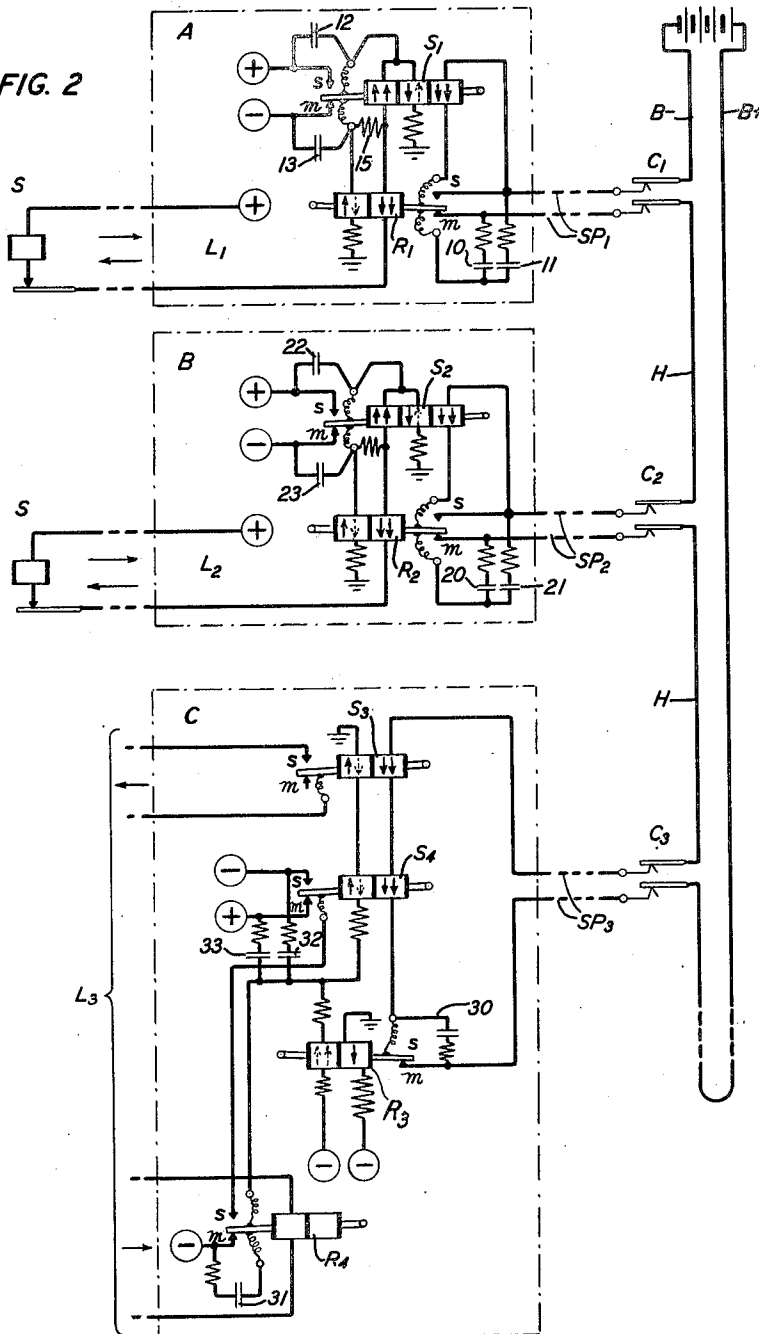 FIG. 2
A
12
S1
+
s
m
−
13
15
B−
B+
C1
S
+
s
m
SP1
L1
R1
10
11
B
22
S2
+
s
m
−
23
H
C2
S
+
s
m
SP2
L2
R2
20
21
H
C
S3
s
m
C3
S4
−
s
m
+
SP3
33
32
L3
30
s
m
R3
− −
s
m
−
R4
31